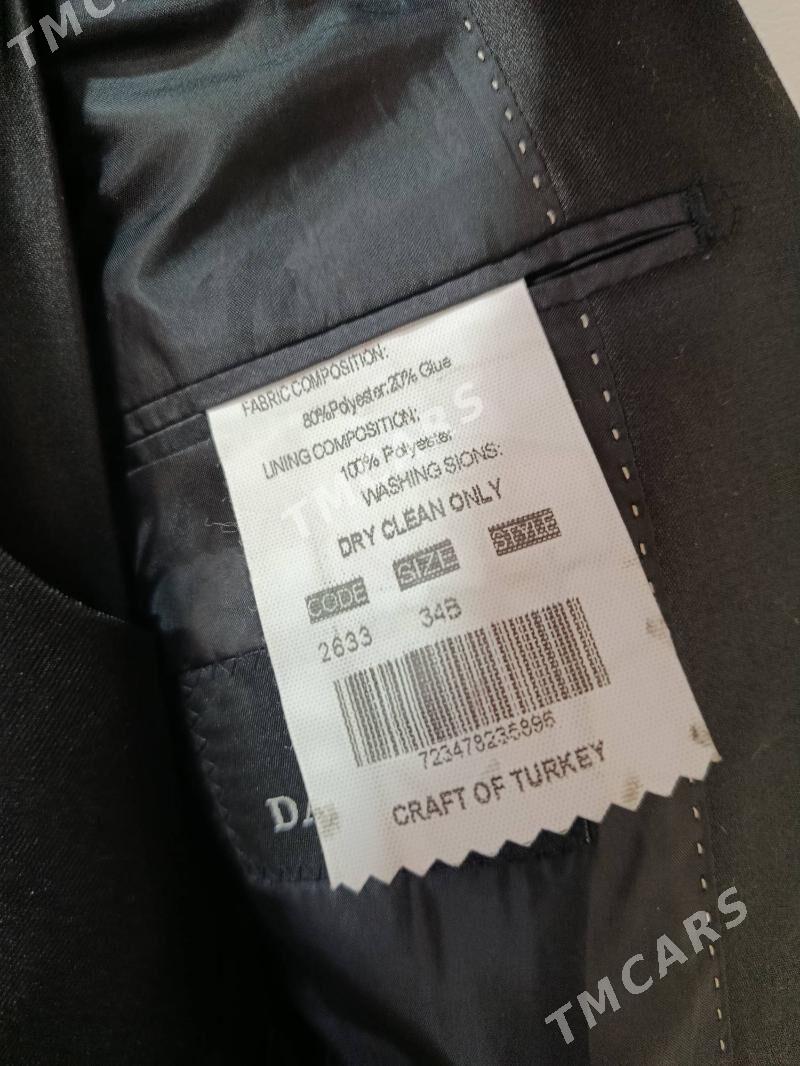 TMCARS
FABRIC COMPOSITION:
80%Polyester.20% Glue
LINING COMPOSITION:
100% Polyester
TMCARS
WASHING SIONS:
DRY CLEAN ONLY
CODE SIZE
2633 34B
723478235896
CRAFT OF TURKEY
TMCARS